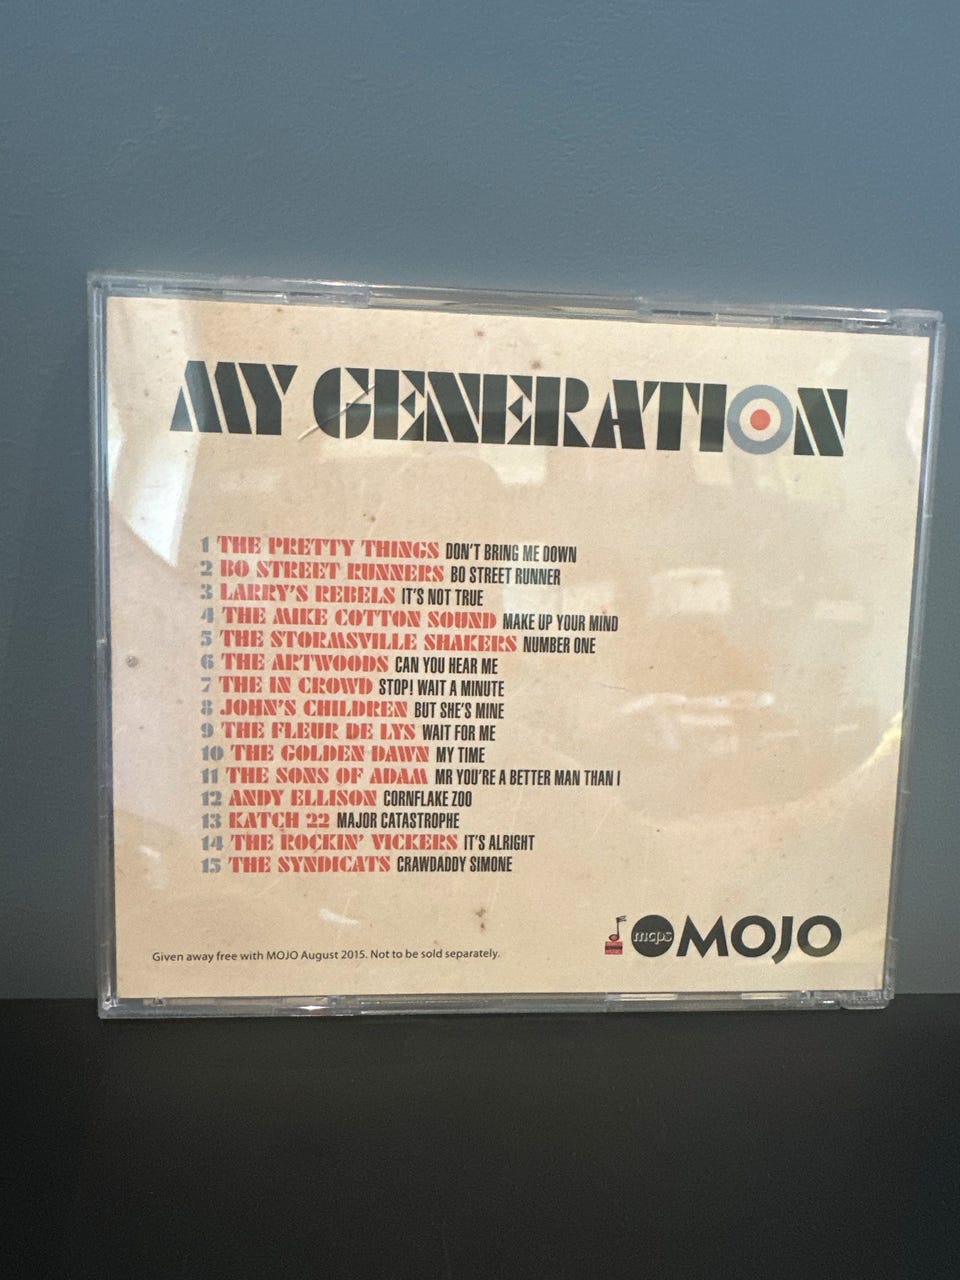 MY GENERATION
1 THE PRETTY THINGS DON'T BRING ME DOWN
2 BO STREET RUNNERS BO STREET RUNNER
3 LARRY'S REBELS IT'S NOT TRUE
4 THE MIKE COTTON SOUND MAKE UP YOUR MIND
5 THE STORMSVILLE SHAKERS NUMBER ONE
6 THE ARTWOODS CAN YOU HEAR ME
7 THE IN CROWD STOP! WAIT A MINUTE
8 JOHN'S CHILDREN BUT SHE'S MINE
9 THE FLEUR DE LYS WAIT FOR ME
10 THE GOLDEN DAWN MY TIME
11 THE SONS OF ADAM MR YOU'RE A BETTER MAN THAN I
12 ANDY ELLISON CORNFLAKE ZOO
13 KATCH 22 MAJOR CATASTROPHE
14 THE ROCKIN' VICKERS IT'S ALRIGHT
15 THE SYNDICATS CRAWDADDY SIMONE
mcps MOJO
Given away free with MOJO August 2015. Not to be sold separately.